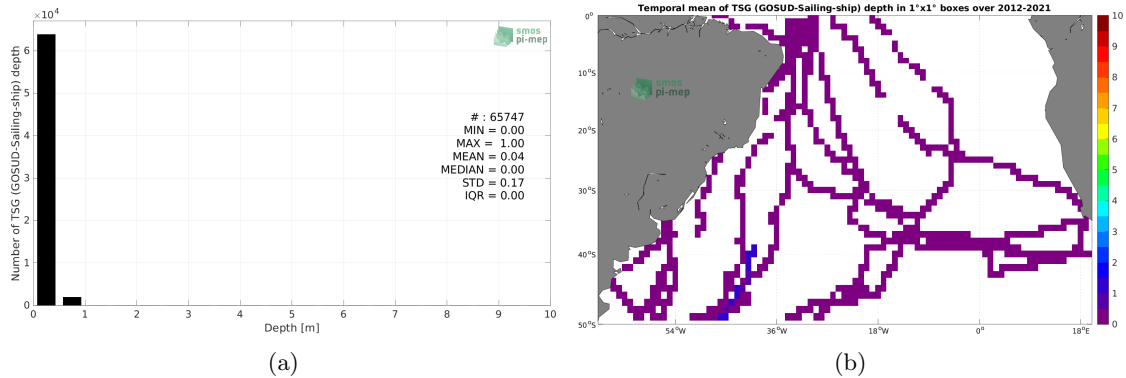 ×10⁴
6
5
4
3
2
1
0
Number of TSG (GOSUD-Sailing-ship) depth
smos
pi-mep
# : 65747
MIN = 0.00
MAX = 1.00
MEAN = 0.04
MEDIAN = 0.00
STD = 0.17
IQR = 0.00
0 1 2 3 4 5 6 7 8 9 10
Depth [m]
(a)
Temporal mean of TSG (GOSUD-Sailing-ship) depth in 1°x1° boxes over 2012-2021
0°
10°S
20°S
30°S
40°S
50°S
smos
pi-mep
54°W 36°W 18°W 0° 18°E
10
9
8
7
6
5
4
3
2
1
0
(b)